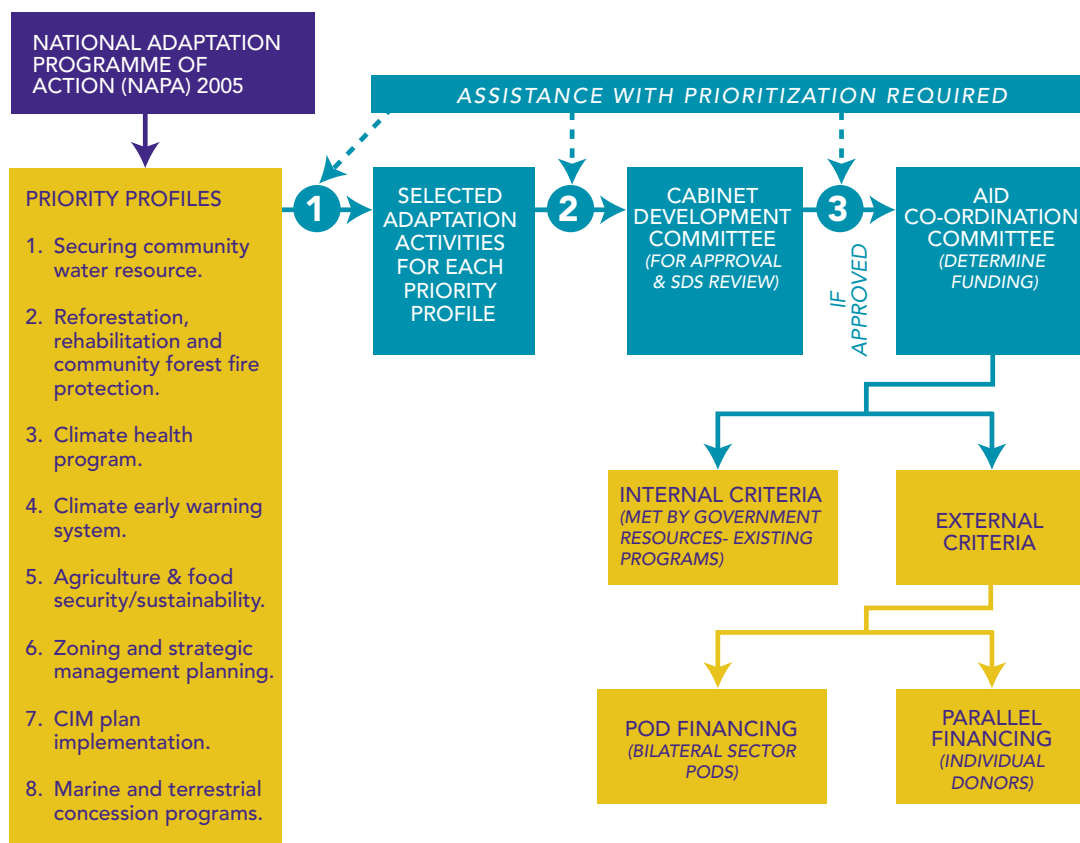 NATIONAL ADAPTATION
PROGRAMME OF
ACTION (NAPA) 2005
ASSISTANCE WITH PRIORITIZATION REQUIRED
PRIORITY PROFILES
1. Securing community
water resource.
2. Reforestation,
rehabilitation and
community forest fire
protection.
3. Climate health
program.
4. Climate early warning
system.
5. Agriculture & food
security/sustainability.
6. Zoning and strategic
management planning.
7. CIM plan
implementation.
8. Marine and terrestrial
concession programs.
1
SELECTED
ADAPTATION
ACTIVITIES
FOR EACH
PRIORITY
PROFILE
2
CABINET
DEVELOPMENT
COMMITTEE
(FOR APPROVAL
& SDS REVIEW)
3
IF
APPROVED
AID
CO-ORDINATION
COMMITTEE
(DETERMINE
FUNDING)
INTERNAL CRITERIA
(MET BY GOVERNMENT
RESOURCES- EXISTING
PROGRAMS)
EXTERNAL
CRITERIA
POD FINANCING
(BILATERAL SECTOR
PODS)
PARALLEL
FINANCING
(INDIVIDUAL
DONORS)